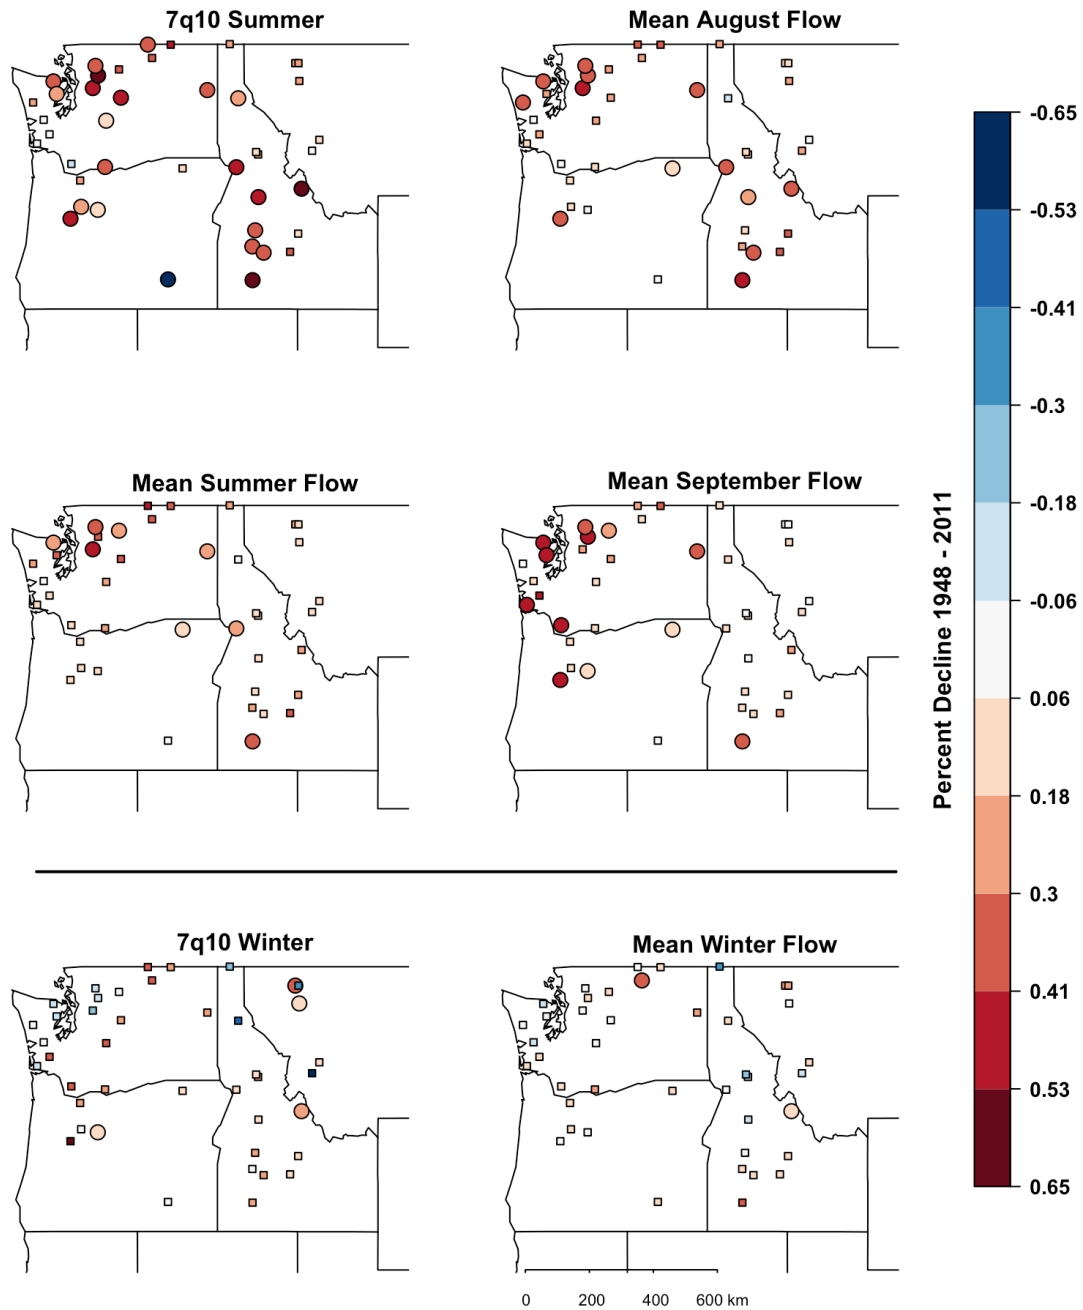 7q10 Summer
Mean August Flow
Mean Summer Flow
Mean September Flow
7q10 Winter
Mean Winter Flow
0 200 400 600 km
Percent Decline 1948 - 2011
-0.65
-0.53
-0.41
-0.3
-0.18
-0.06
0.06
0.18
0.3
0.41
0.53
0.65